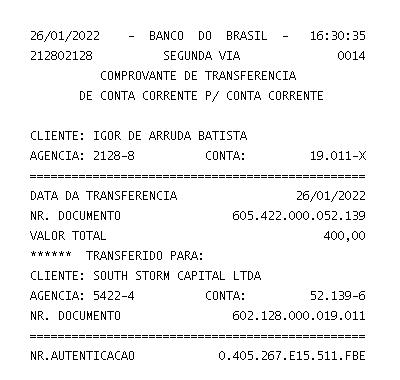 26/01/2022 - BANCO DO BRASIL - 16:30:35
212802128 SEGUNDA VIA 0014
COMPROVANTE DE TRANSFERENCIA
DE CONTA CORRENTE P/ CONTA CORRENTE
CLIENTE: IGOR DE ARRUDA BATISTA
AGENCIA: 2128-8 CONTA: 19.011-X
================================================
DATA DA TRANSFERENCIA 26/01/2022
NR. DOCUMENTO 605.422.000.052.139
VALOR TOTAL 400,00
****** TRANSFERIDO PARA:
CLIENTE: SOUTH STORM CAPITAL LTDA
AGENCIA: 5422-4 CONTA: 52.139-6
NR. DOCUMENTO 602.128.000.019.011
================================================
NR.AUTENTICACAO 0.405.267.E15.511.FBE